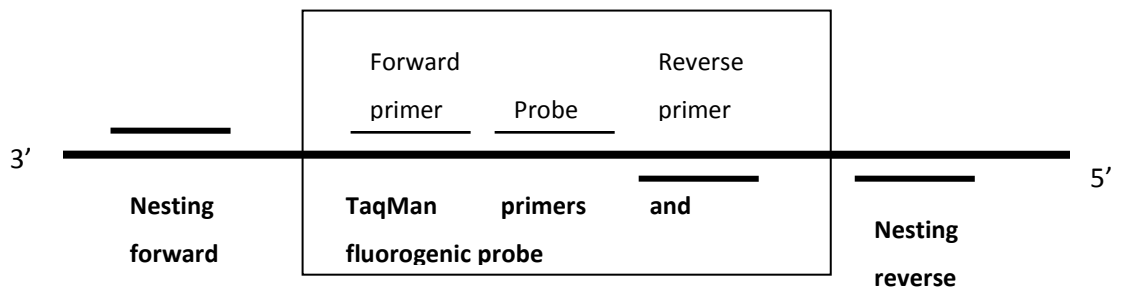 Forward
primer
Probe
Reverse
primer
3’
5’
Nesting
forward
TaqMan primers and
fluorogenic probe
Nesting
reverse